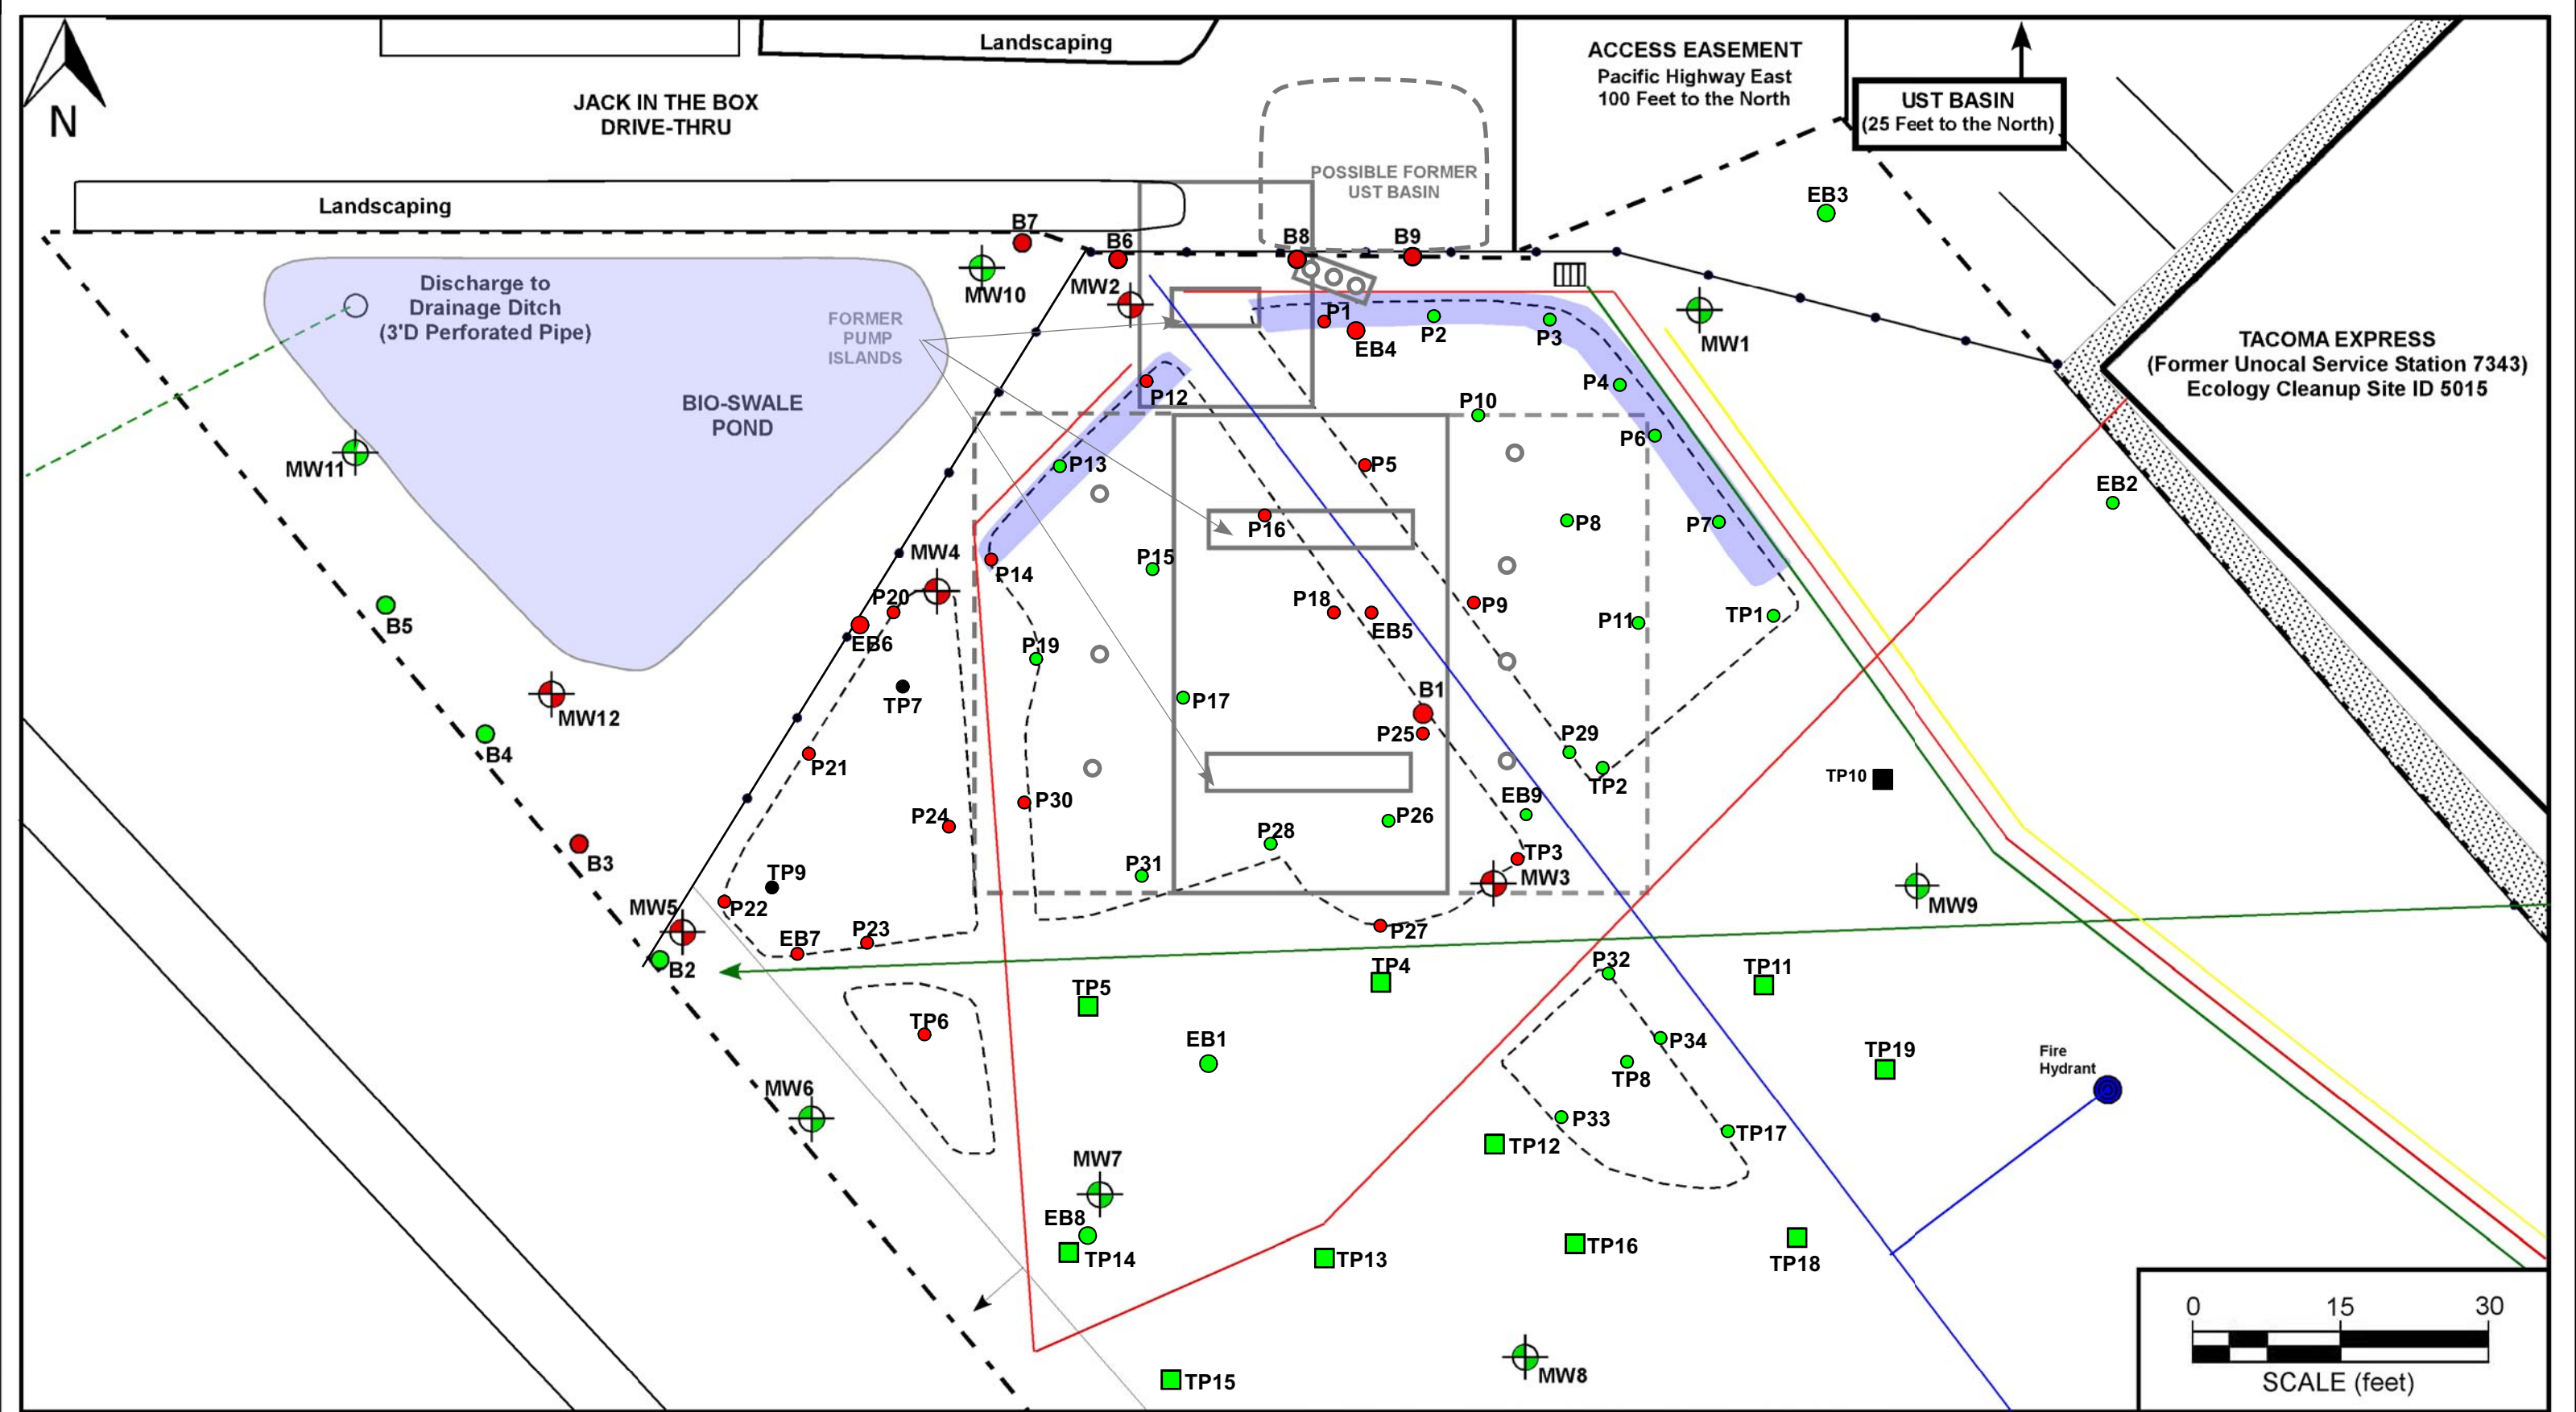 Landscaping
ACCESS EASEMENT
Pacific Highway East
100 Feet to the North
UST BASIN
(25 Feet to the North)
N
JACK IN THE BOX
DRIVE-THRU
POSSIBLE FORMER
UST BASIN
Landscaping
EB3
B7
B6
B8
B9
MW10
MW2
Discharge to
Drainage Ditch
(3'D Perforated Pipe)
FORMER
PUMP
ISLANDS
P1
EB4
P2
P3
MW1
TACOMA EXPRESS
(Former Unocal Service Station 7343)
Ecology Cleanup Site ID 5015
BIO-SWALE
POND
P12
P4
P10
P6
MW11
P13
P5
EB2
P16
P8
P7
MW4
P14
P15
P20
P18
EB5
P9
P11
TP1
B5
EB6
P19
TP7
MW12
P17
B1
P25
P29
TP2
B4
P21
TP10
P30
EB9
P24
P26
P28
B3
TP9
P31
TP3
MW3
MW5
P22
MW9
EB7
P23
P27
B2
TP5
TP4
P32
TP11
TP6
EB1
P34
TP8
TP19
Fire
Hydrant
MW6
P33
TP12
TP17
MW7
EB8
TP14
TP13
TP16
TP18
TP15
MW8
0 15 30
SCALE (feet)